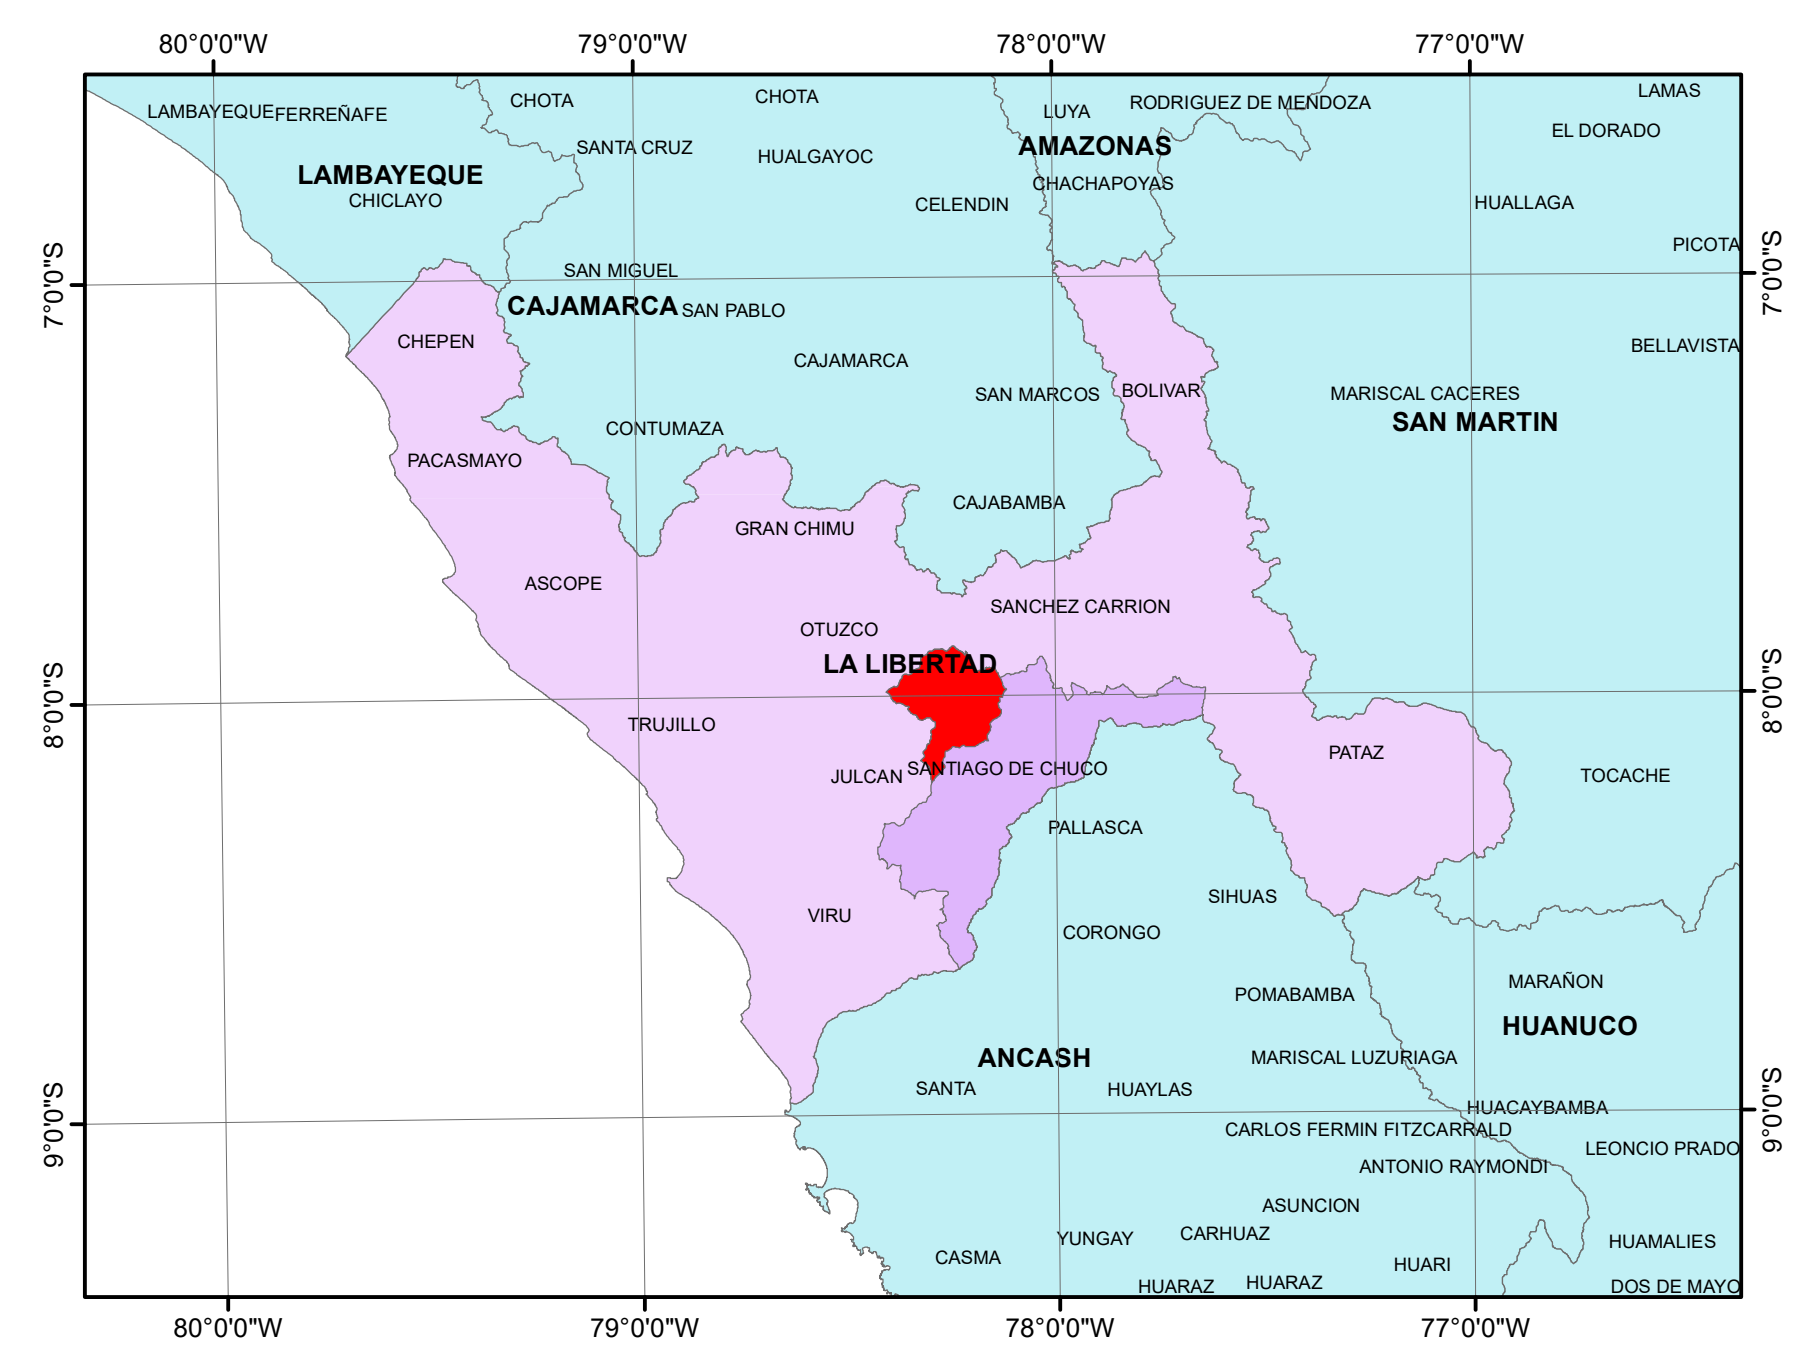 80°0'0"W
79°0'0"W
78°0'0"W
77°0'0"W
LAMBAYEQUE
FERREÑAFE
CHOTA
CHOTA
LUYA
RODRIGUEZ DE MENDOZA
LAMAS
EL DORADO
SANTA CRUZ
HUALGAYOC
AMAZONAS
LAMBAYEQUE
CHICLAYO
CHACHAPOYAS
CELENDIN
HUALLAGA
PICOTA
7°0'0"S
7°0'0"S
SAN MIGUEL
CAJAMARCA
SAN PABLO
CHEPEN
CAJAMARCA
BELLAVISTA
SAN MARCOS
BOLIVAR
MARISCAL CACERES
SAN MARTIN
CONTUMAZA
PACASMAYO
CAJABAMBA
GRAN CHIMU
ASCOPE
SANCHEZ CARRION
OTUZCO
LA LIBERTAD
8°0'0"S
8°0'0"S
TRUJILLO
PATAZ
JULCAN
SANTIAGO DE CHUCO
TOCACHE
PALLASCA
SIHUAS
VIRU
CORONGO
MARAÑON
POMABAMBA
HUANUCO
ANCASH
MARISCAL LUZURIAGA
SANTA
HUAYLAS
HUACAYBAMBA
9°0'0"S
9°0'0"S
CARLOS FERMIN FITZCARRALD
LEONCIO PRADO
ANTONIO RAYMONDI
ASUNCION
YUNGAY
CARHUAZ
HUAMALIES
CASMA
HUARI
HUARAZ
HUARAZ
DOS DE MAYO
80°0'0"W
79°0'0"W
78°0'0"W
77°0'0"W